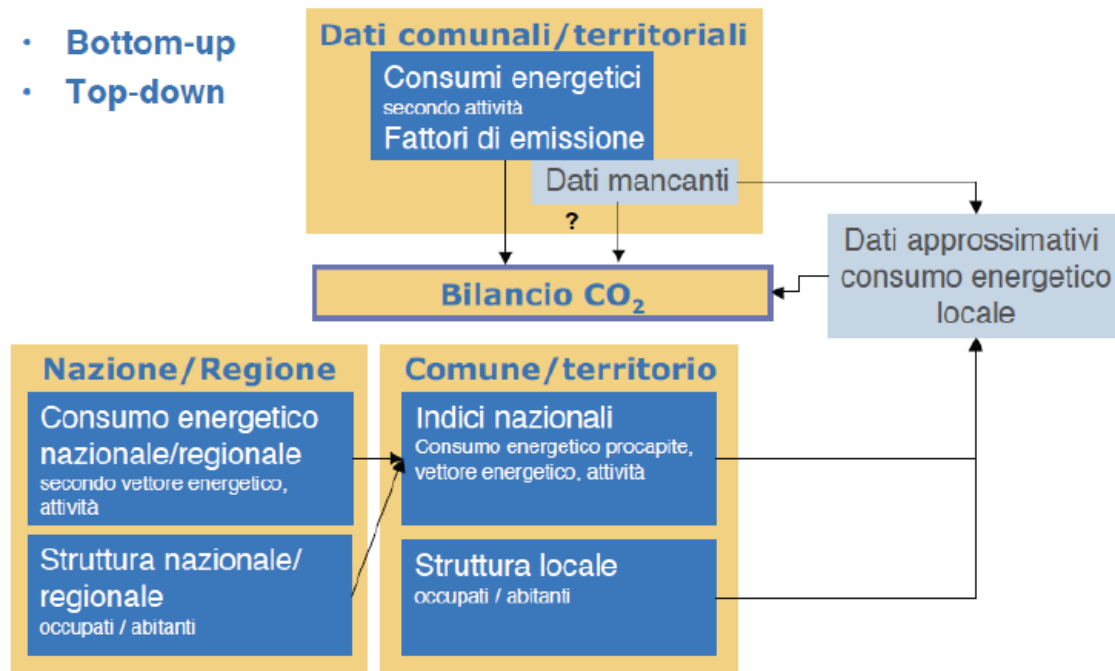 · Bottom-up
· Top-down
Dati comunali/territoriali
Consumi energetici
secondo attività
Fattori di emissione
Dati mancanti
?
Bilancio CO₂
Dati approssimativi
consumo energetico
locale
Nazione/Regione
Consumo energetico
nazionale/regionale
secondo vettore energetico,
attività
Struttura nazionale/
regionale
occupati / abitanti
Comune/territorio
Indici nazionali
Consumo energetico procapite,
vettore energetico, attività
Struttura locale
occupati / abitanti